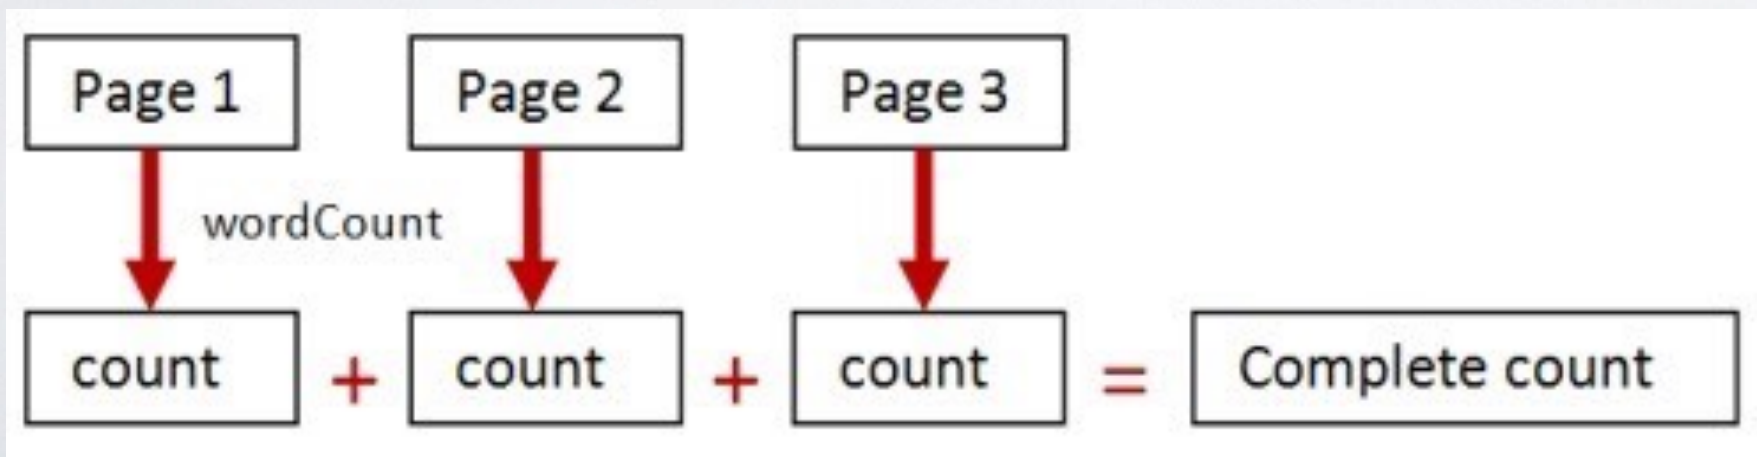 Page 1 Page 2 Page 3
wordCount
count + count + count = Complete count